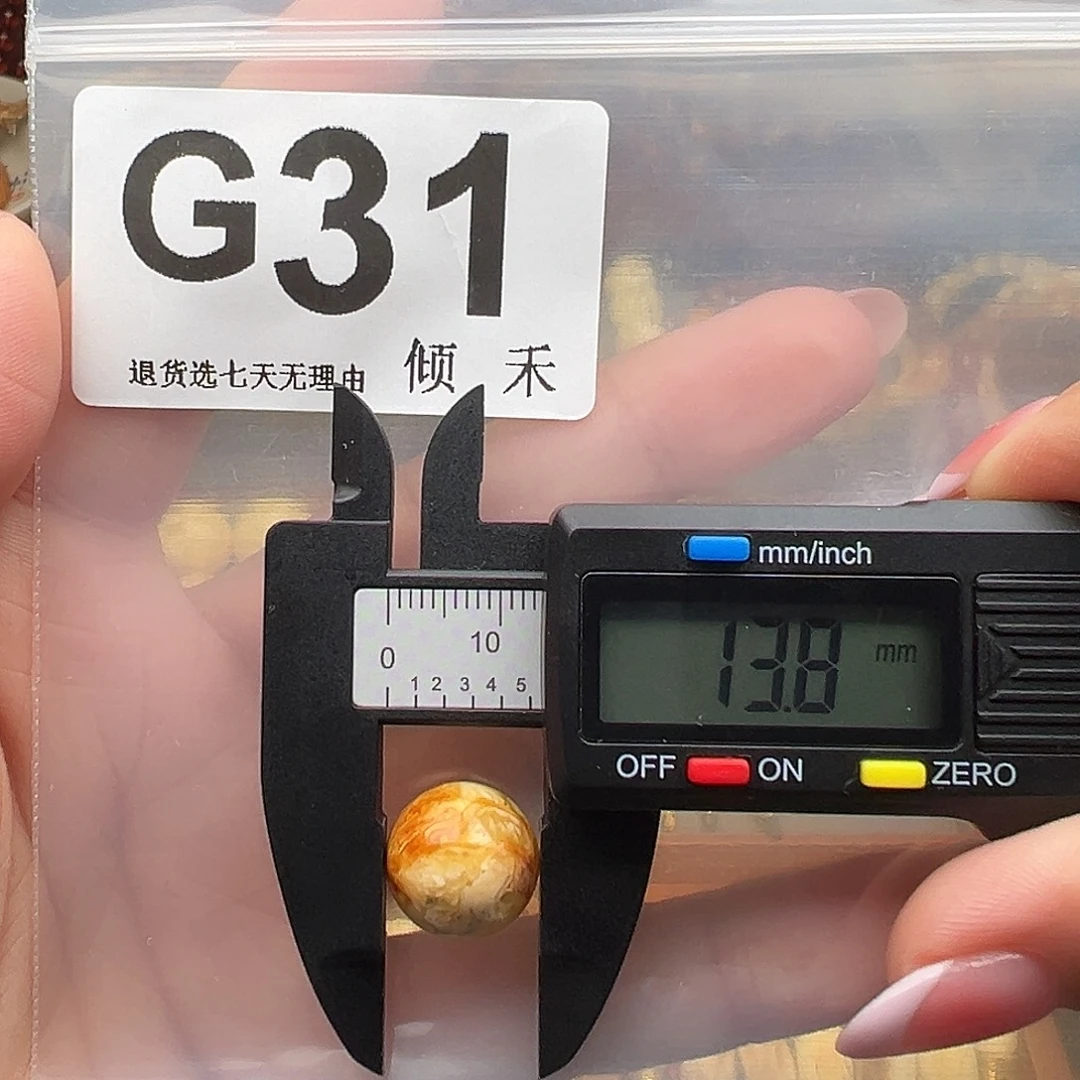 G31
退货选七天无理由 倾 禾
mm/inch
13.8 mm
0 10
1 2 3 4 5
OFF ON ZERO